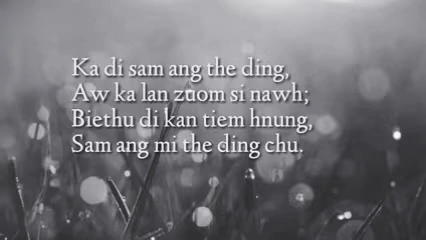 Ka di sam ang the ding,
Aw ka lan zuom si nawh;
Biethu di kan tiem hnung,
Sam ang mi the ding chu.